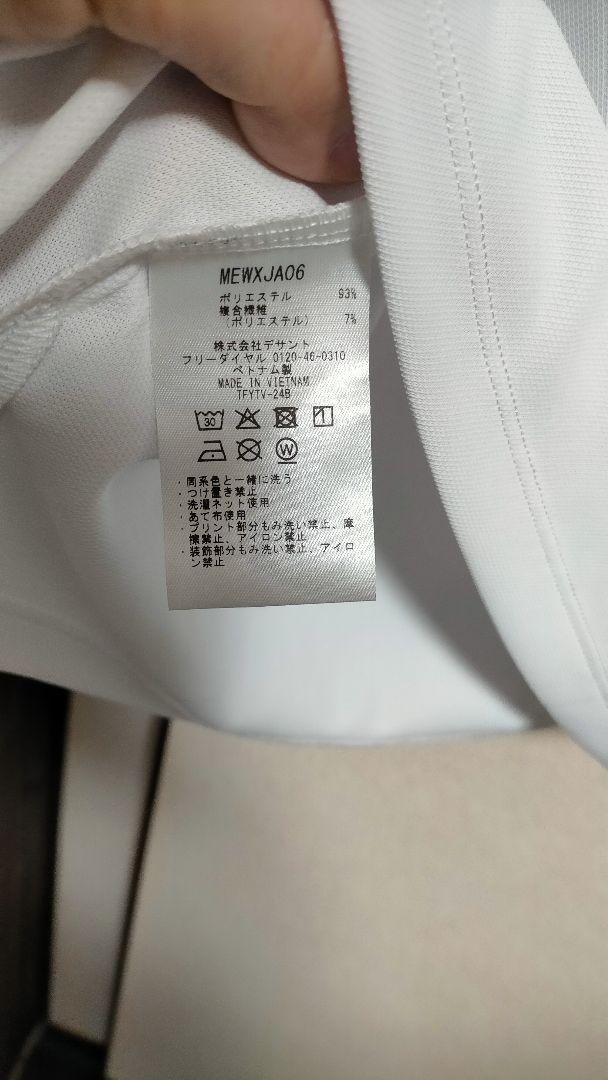 MEWXJA06
ポリエステル 93%
複合繊維
(ポリエステル) 7%
株式会社デサント
フリーダイヤル 0120-46-0310
ベトナム製
MADE IN VIETNAM
TFYTV-24B
30
W
・同系色と一緒に洗う
・つけ置き禁止
・洗濯ネット使用
・あて布使用
・プリント部分もみ洗い禁止、摩
擦禁止、アイロン禁止
・装飾部分もみ洗い禁止、アイロ
ン禁止